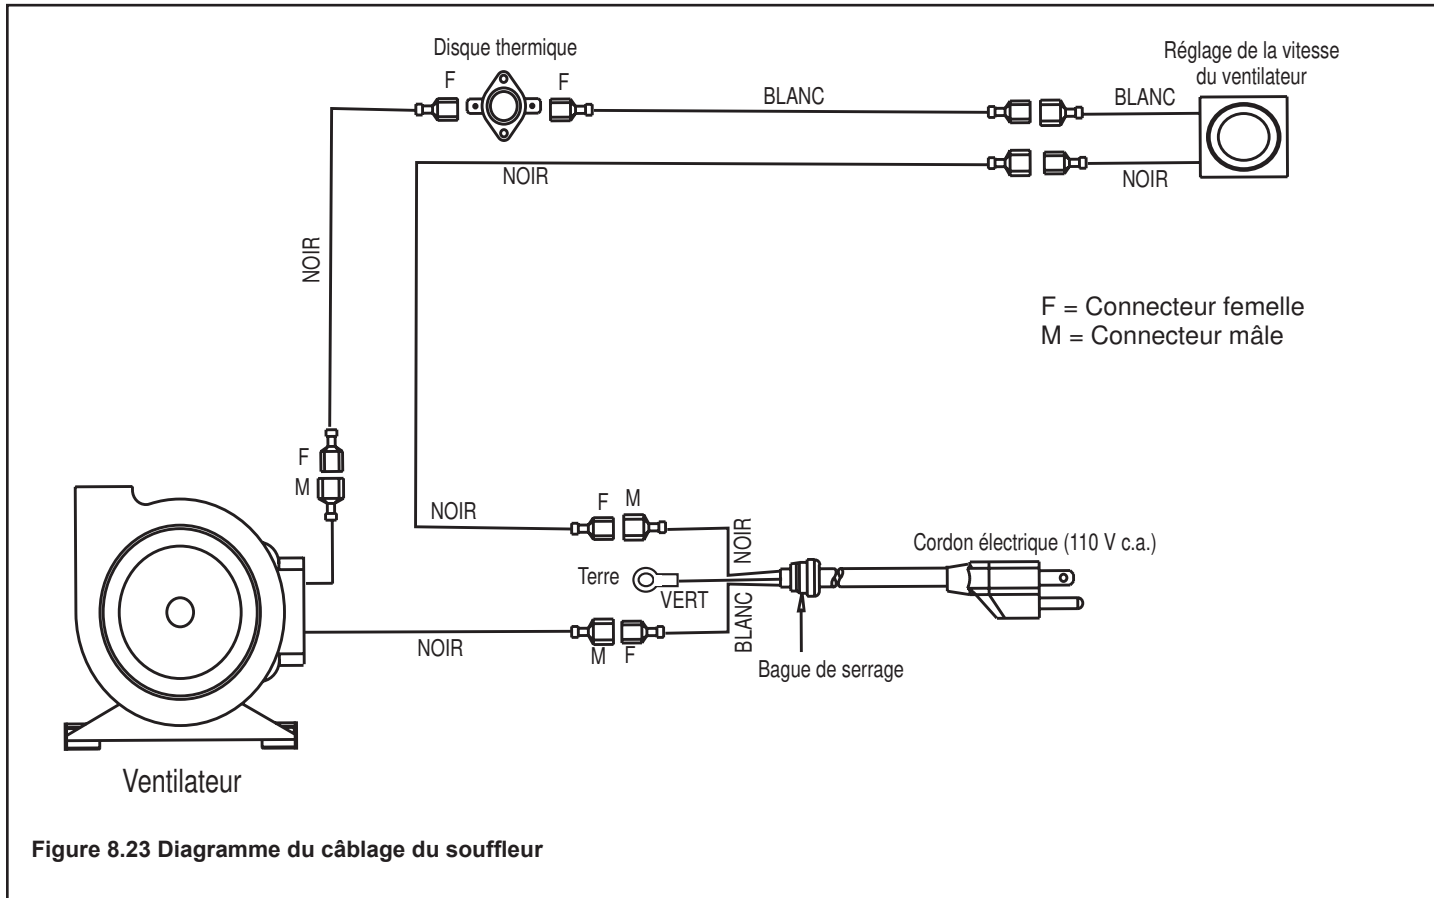 Disque thermique
Réglage de la vitesse
du ventilateur
F
F
BLANC
BLANC
NOIR
NOIR
NOIR
F = Connecteur femelle
M = Connecteur mâle
F
M
NOIR
F
M
NOIR
Cordon électrique (110 V c.a.)
Terre
VERT
BLANC
NOIR
M
F
Bague de serrage
Ventilateur
Figure 8.23 Diagramme du câblage du souffleur